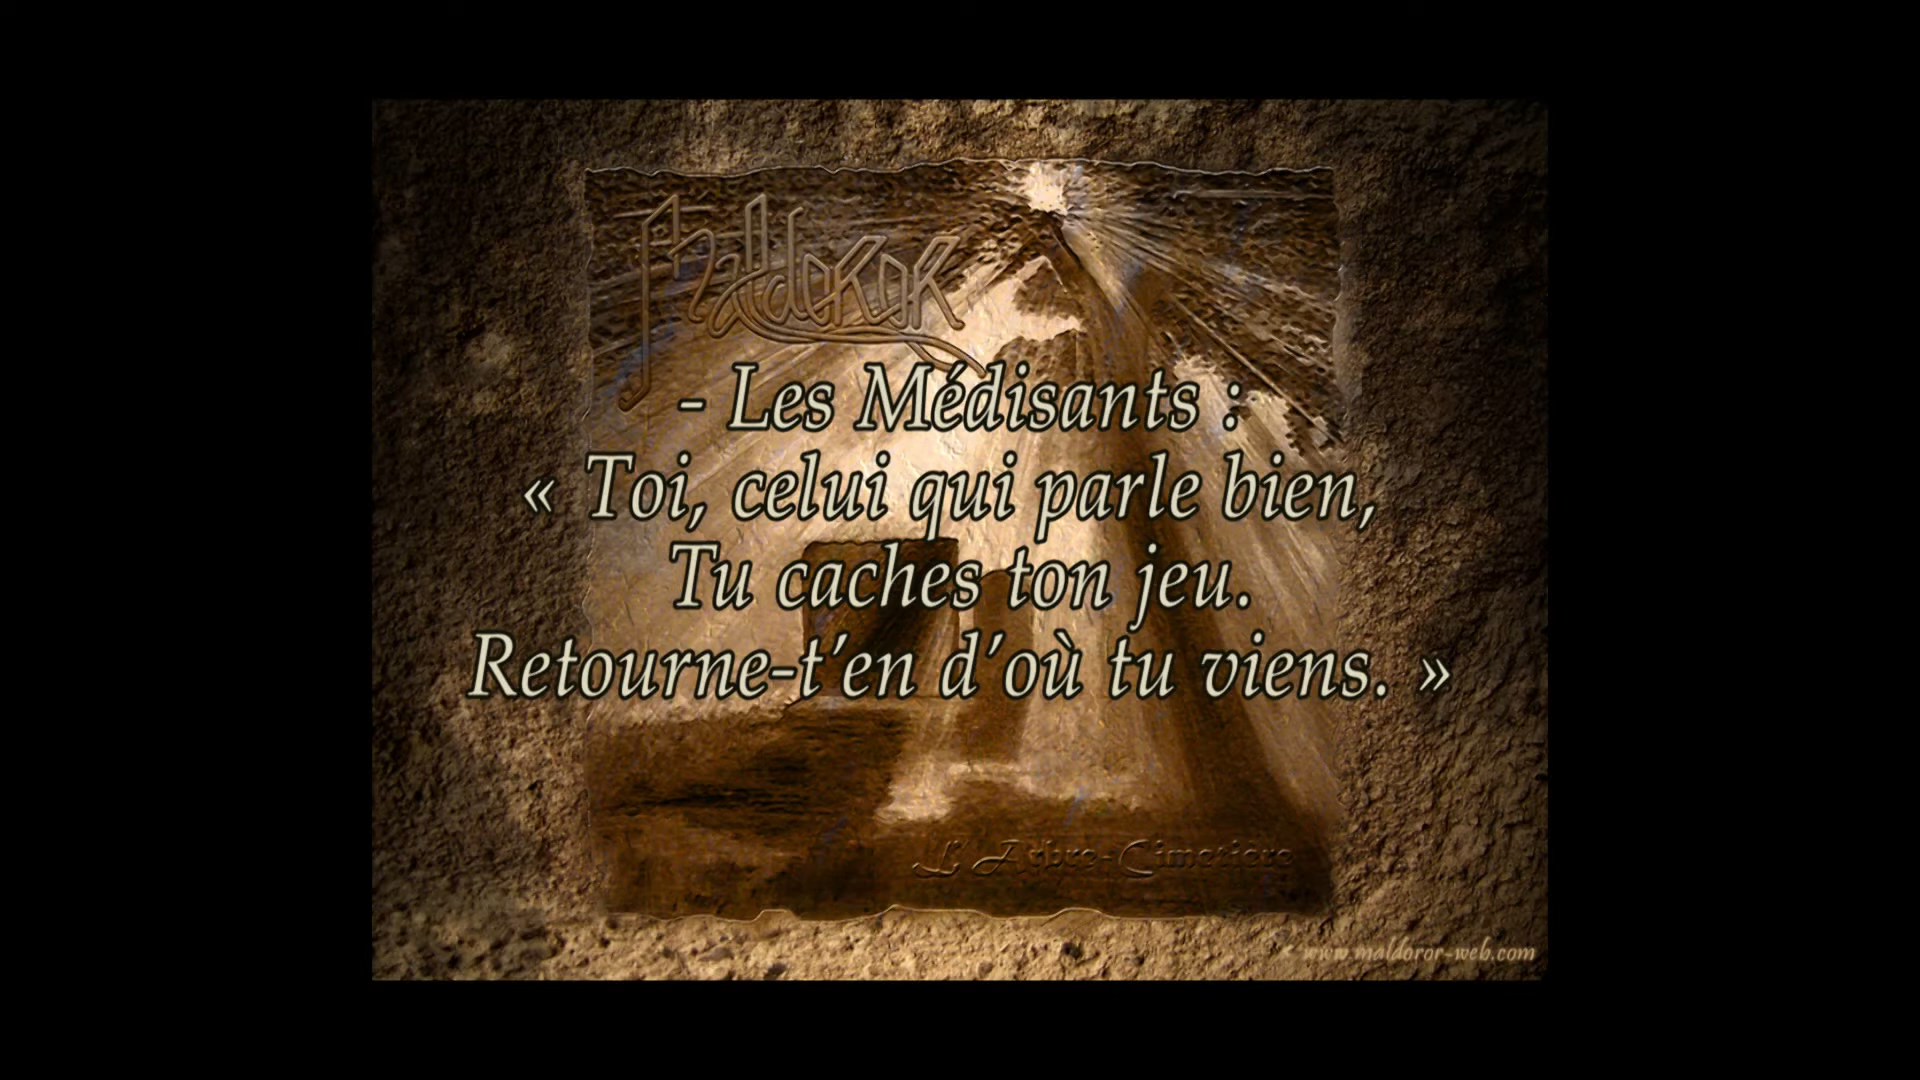 Maldoror
- Les Médisants :
« Toi, celui qui parle bien,
Tu caches ton jeu.
Retourne-t’en d’où tu viens. »
L'Arbre-Cimetière
www.maldoror-web.com